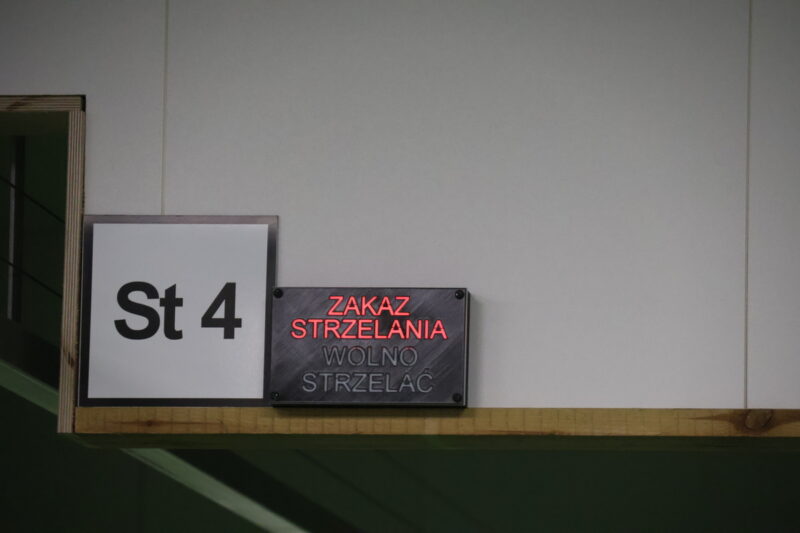 St 4
ZAKAZ
STRZELANIA
WOLNO
STRZELAĆ